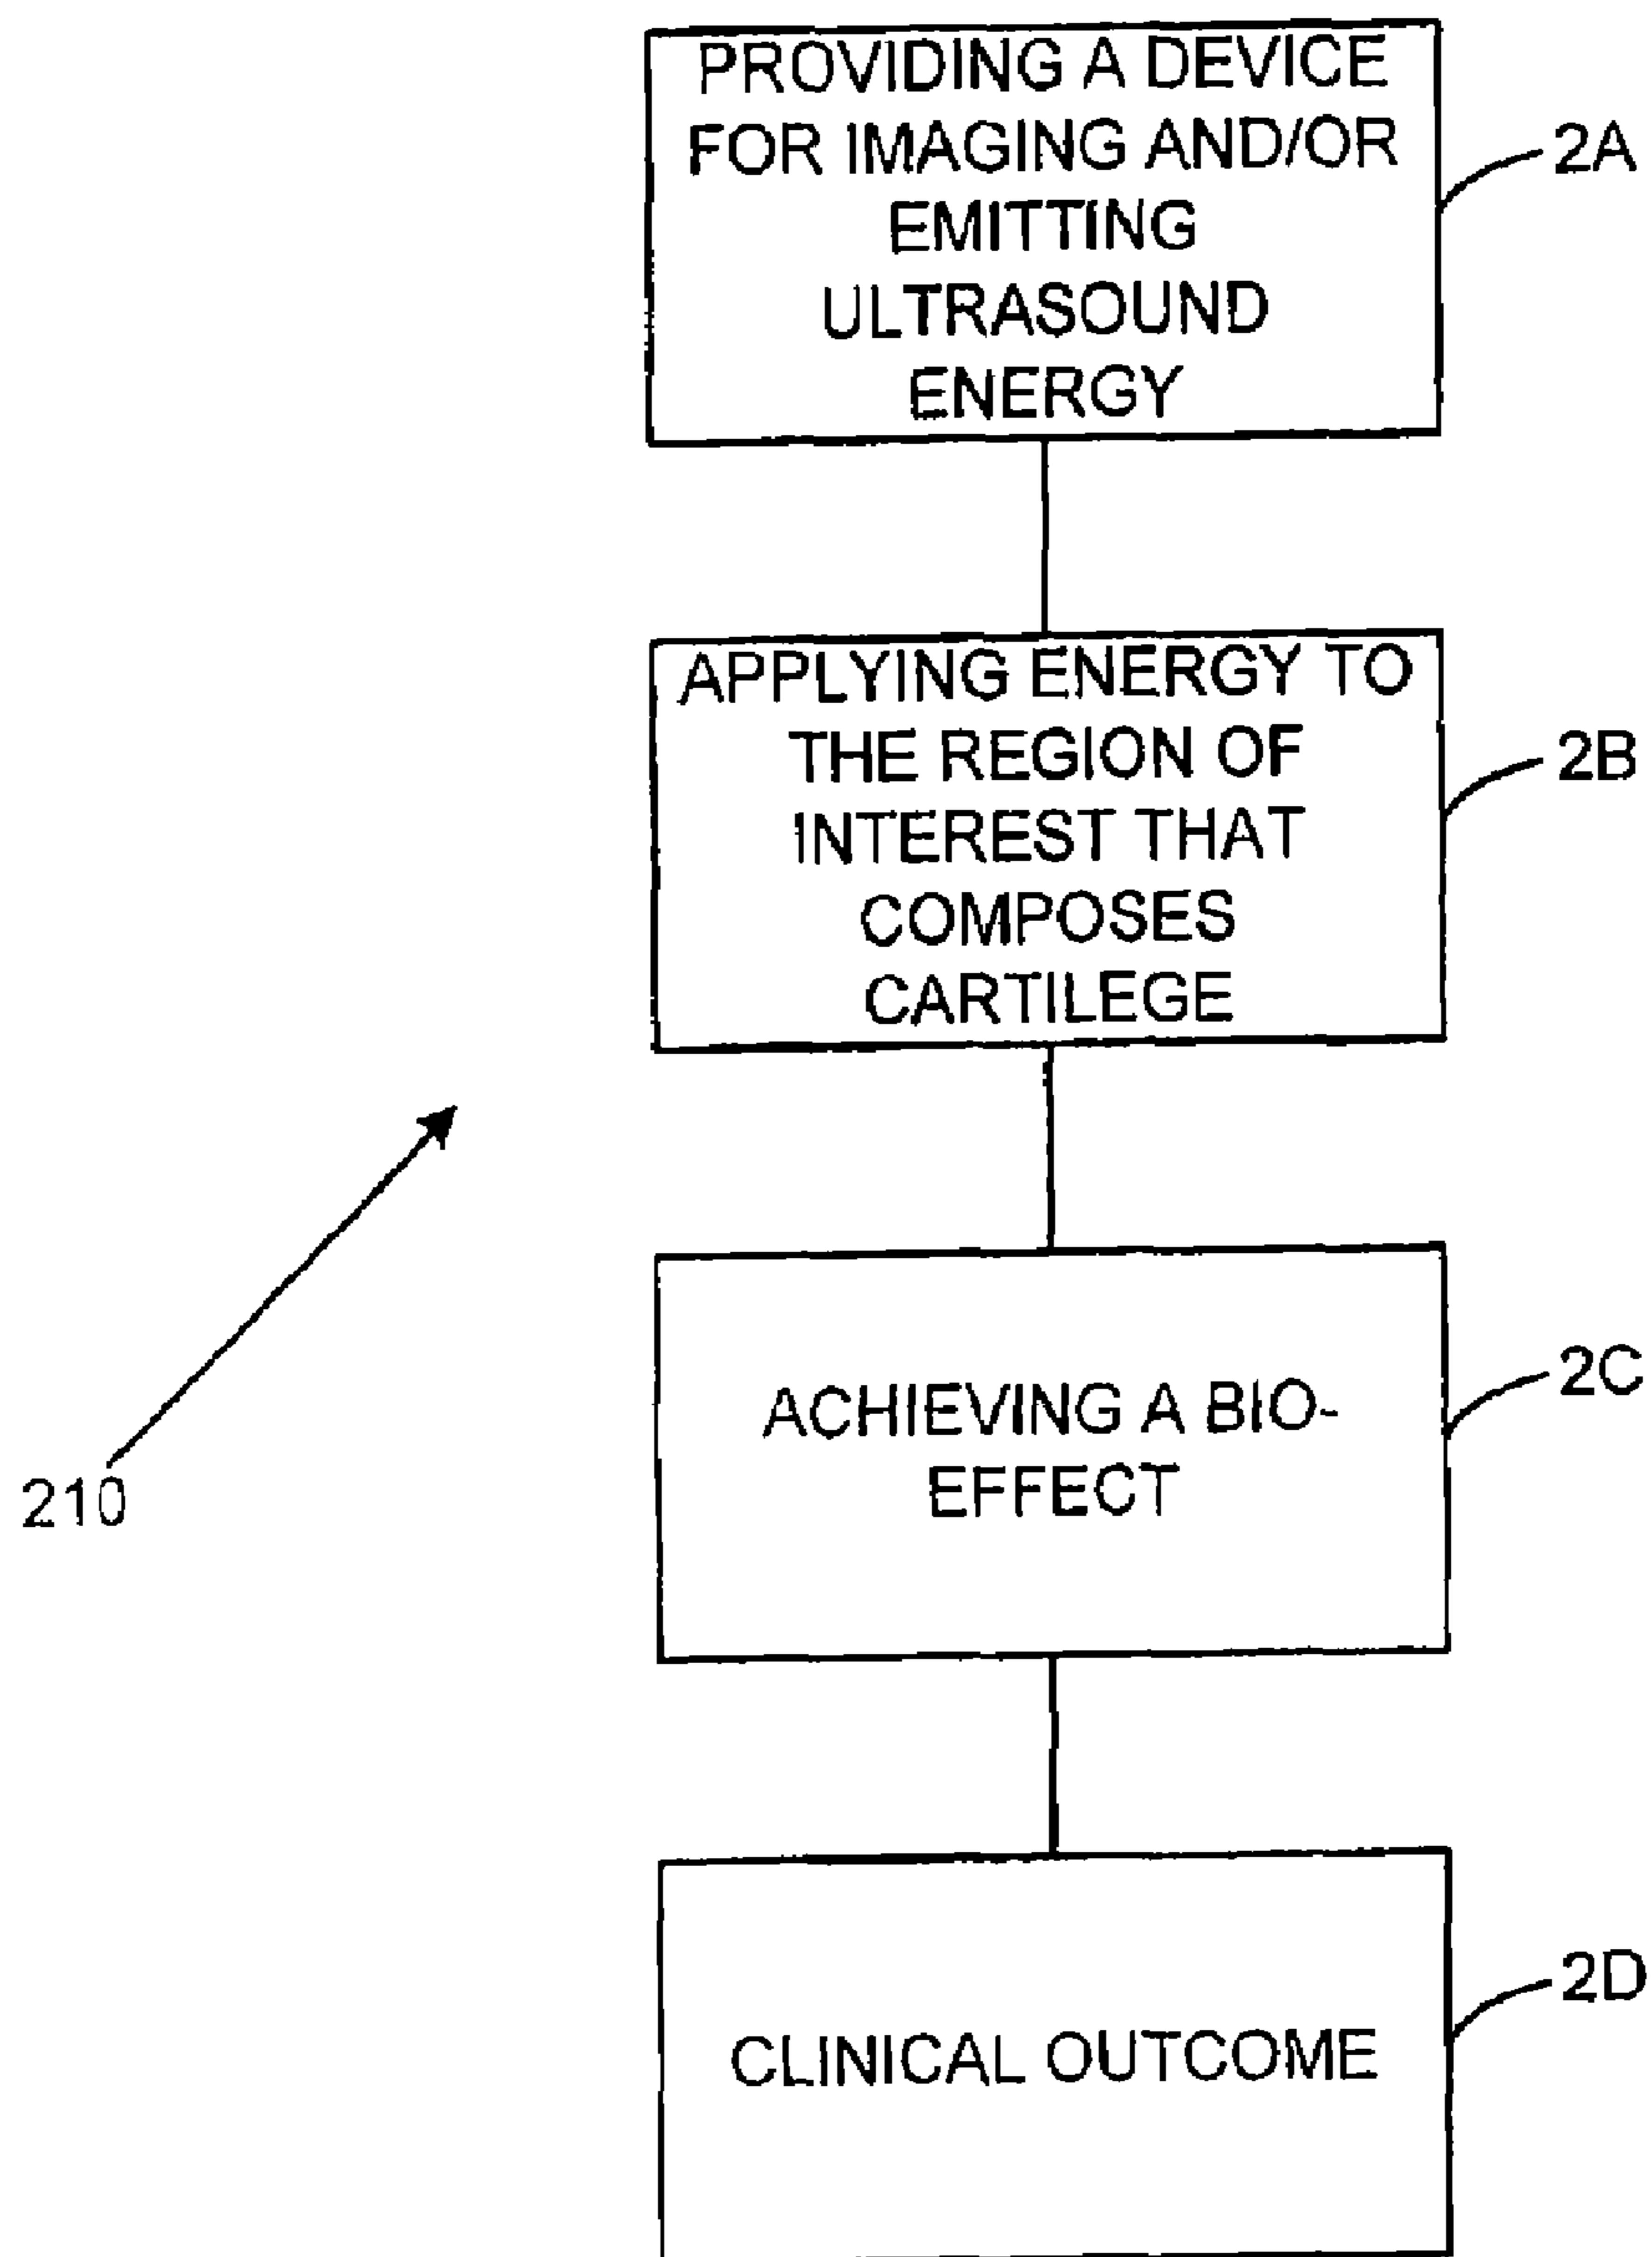 PROVIDING A DEVICE
FOR IMAGING AND/OR
EMITTING
ULTRASOUND
ENERGY
2A
APPLYING ENERGY TO
THE REGION OF
INTEREST THAT
COMPOSES
CARTILEGE
2B
ACHIEVING A BIO-
EFFECT
2C
210
CLINICAL OUTCOME
2D